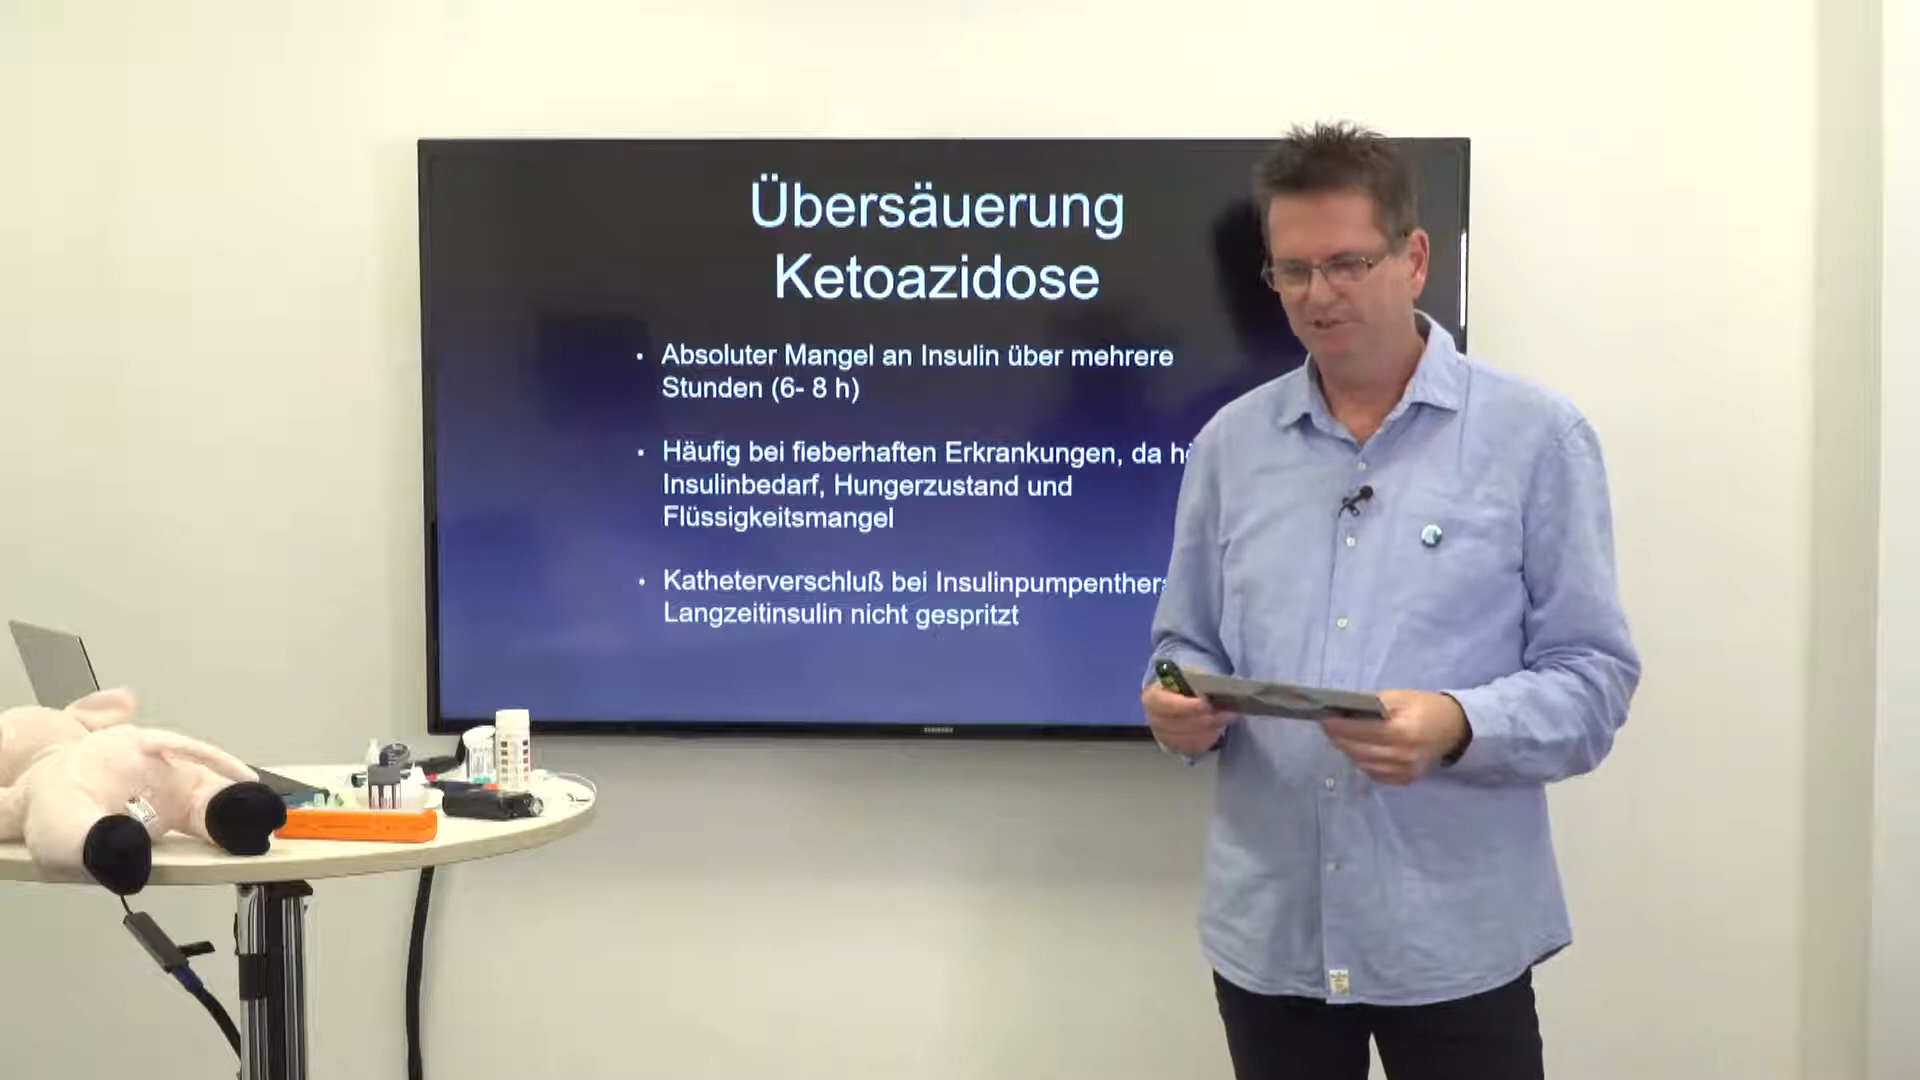 Übersäuerung
Ketoazidose
• Absoluter Mangel an Insulin über mehrere
Stunden (6- 8 h)
• Häufig bei fieberhaften Erkrankungen, da
Insulinbedarf, Hungerzustand und
Flüssigkeitsmangel
• Katheterverschluß bei
Langzeitinsulin nicht gespritzt
SAMSUNG